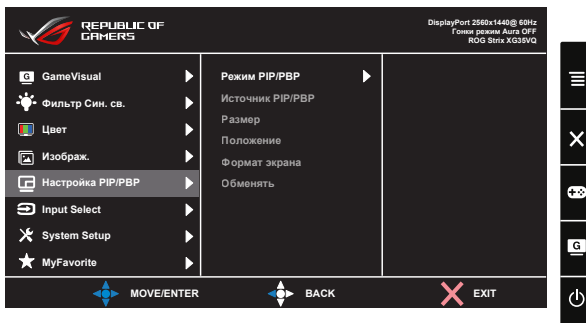 REPUBLIC OF
GAMERS
DisplayPort 2560x1440@ 60Hz
Гонки режим Aura OFF
ROG Strix XG35VQ
G GameVisual
Фильтр Син. св.
Цвет
Изображ.
Настройка PIP/PBP
Input Select
System Setup
MyFavorite
Режим PIP/PBP
Источник PIP/PBP
Размер
Положение
Формат экрана
Обменять
MOVE/ENTER
BACK
EXIT
G